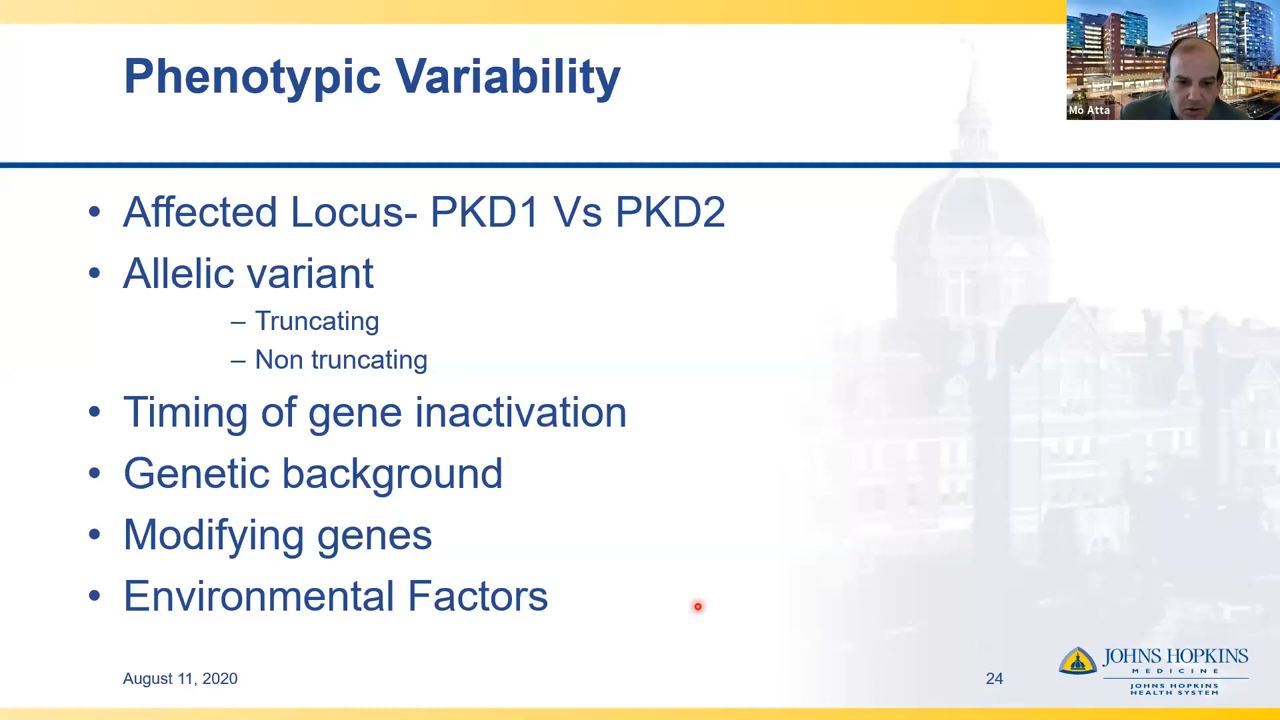 Phenotypic Variability
Mo Atta
• Affected Locus- PKD1 Vs PKD2
• Allelic variant
– Truncating
– Non truncating
• Timing of gene inactivation
• Genetic background
• Modifying genes
• Environmental Factors
August 11, 2020
24
JOHNS HOPKINS
MEDICINE
JOHNS HOPKINS
HEALTH SYSTEM